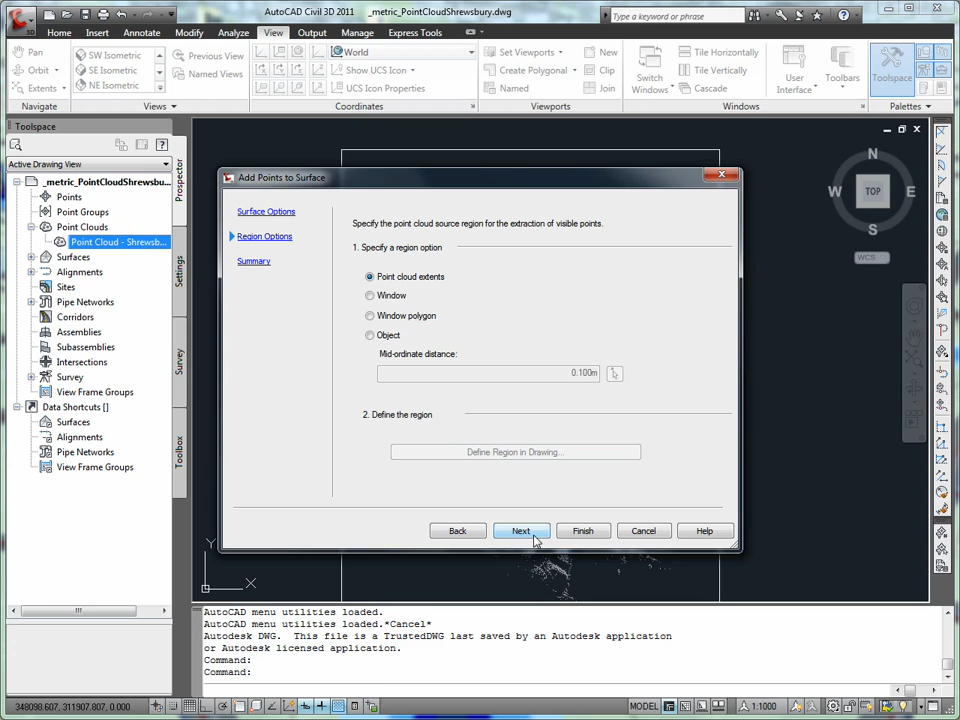 AutoCAD Civil 3D 2011 _metric_PointCloudShrewsbury.dwg
Type a keyword or phrase
Home Insert Annotate Modify Analyze View Output Manage Help Express Tools
Pan
Orbit
Extents
Navigate
SW Isometric
SE Isometric
NE Isometric
Previous View
Named Views
Views
World
Show UCS Icon
UCS Icon Properties
Coordinates
Set Viewports
Create Polygonal
Named
New
Clip
Join
Viewports
Switch Windows
Tile Horizontally
Tile Vertically
Cascade
Windows
User Interface
Toolbars
Toolspace
Palettes
Toolspace
Active Drawing View
_metric_PointCloudShrewsbu...
Points
Point Groups
Point Clouds
Point Cloud - Shrewsb...
Surfaces
Alignments
Sites
Pipe Networks
Corridors
Assemblies
Subassemblies
Intersections
Survey
View Frame Groups
Data Shortcuts []
Surfaces
Alignments
Pipe Networks
View Frame Groups
Prospector
Settings
Survey
Toolbox
Add Points to Surface
Surface Options
Region Options
Summary
Specify the point cloud source region for the extraction of visible points.
1. Specify a region option
Point cloud extents
Window
Window polygon
Object
Mid-ordinate distance:
0.100m
2. Define the region
Define Region in Drawing...
Back Next Finish Cancel Help
N
W TOP E
S
WCS
Y
X
AutoCAD menu utilities loaded.
AutoCAD menu utilities loaded.*Cancel*
Autodesk DWG. This file is a TrustedDWG last saved by an Autodesk application
or Autodesk licensed application.
Command:
Command:
348098.607, 311907.807, 0.000
MODEL
1:1000